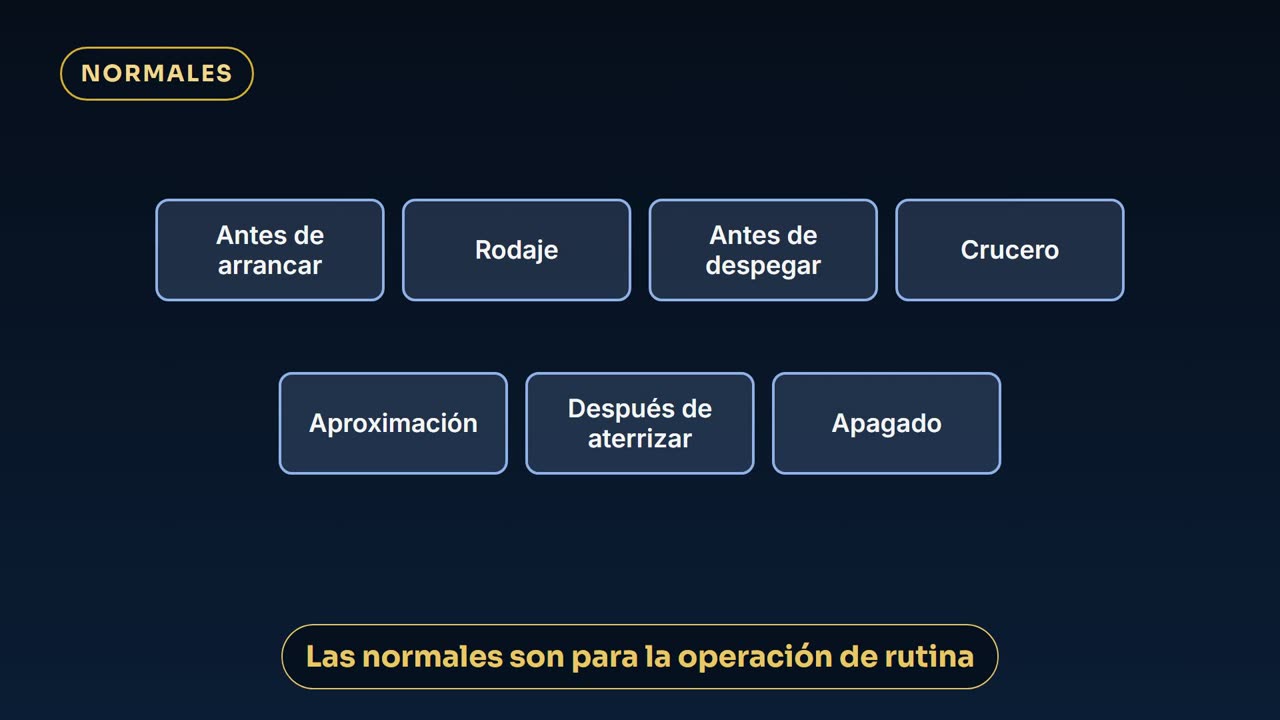 NORMALES
Antes de
arrancar
Rodaje
Antes de
despegar
Crucero
Aproximación
Después de
aterrizar
Apagado
Las normales son para la operación de rutina